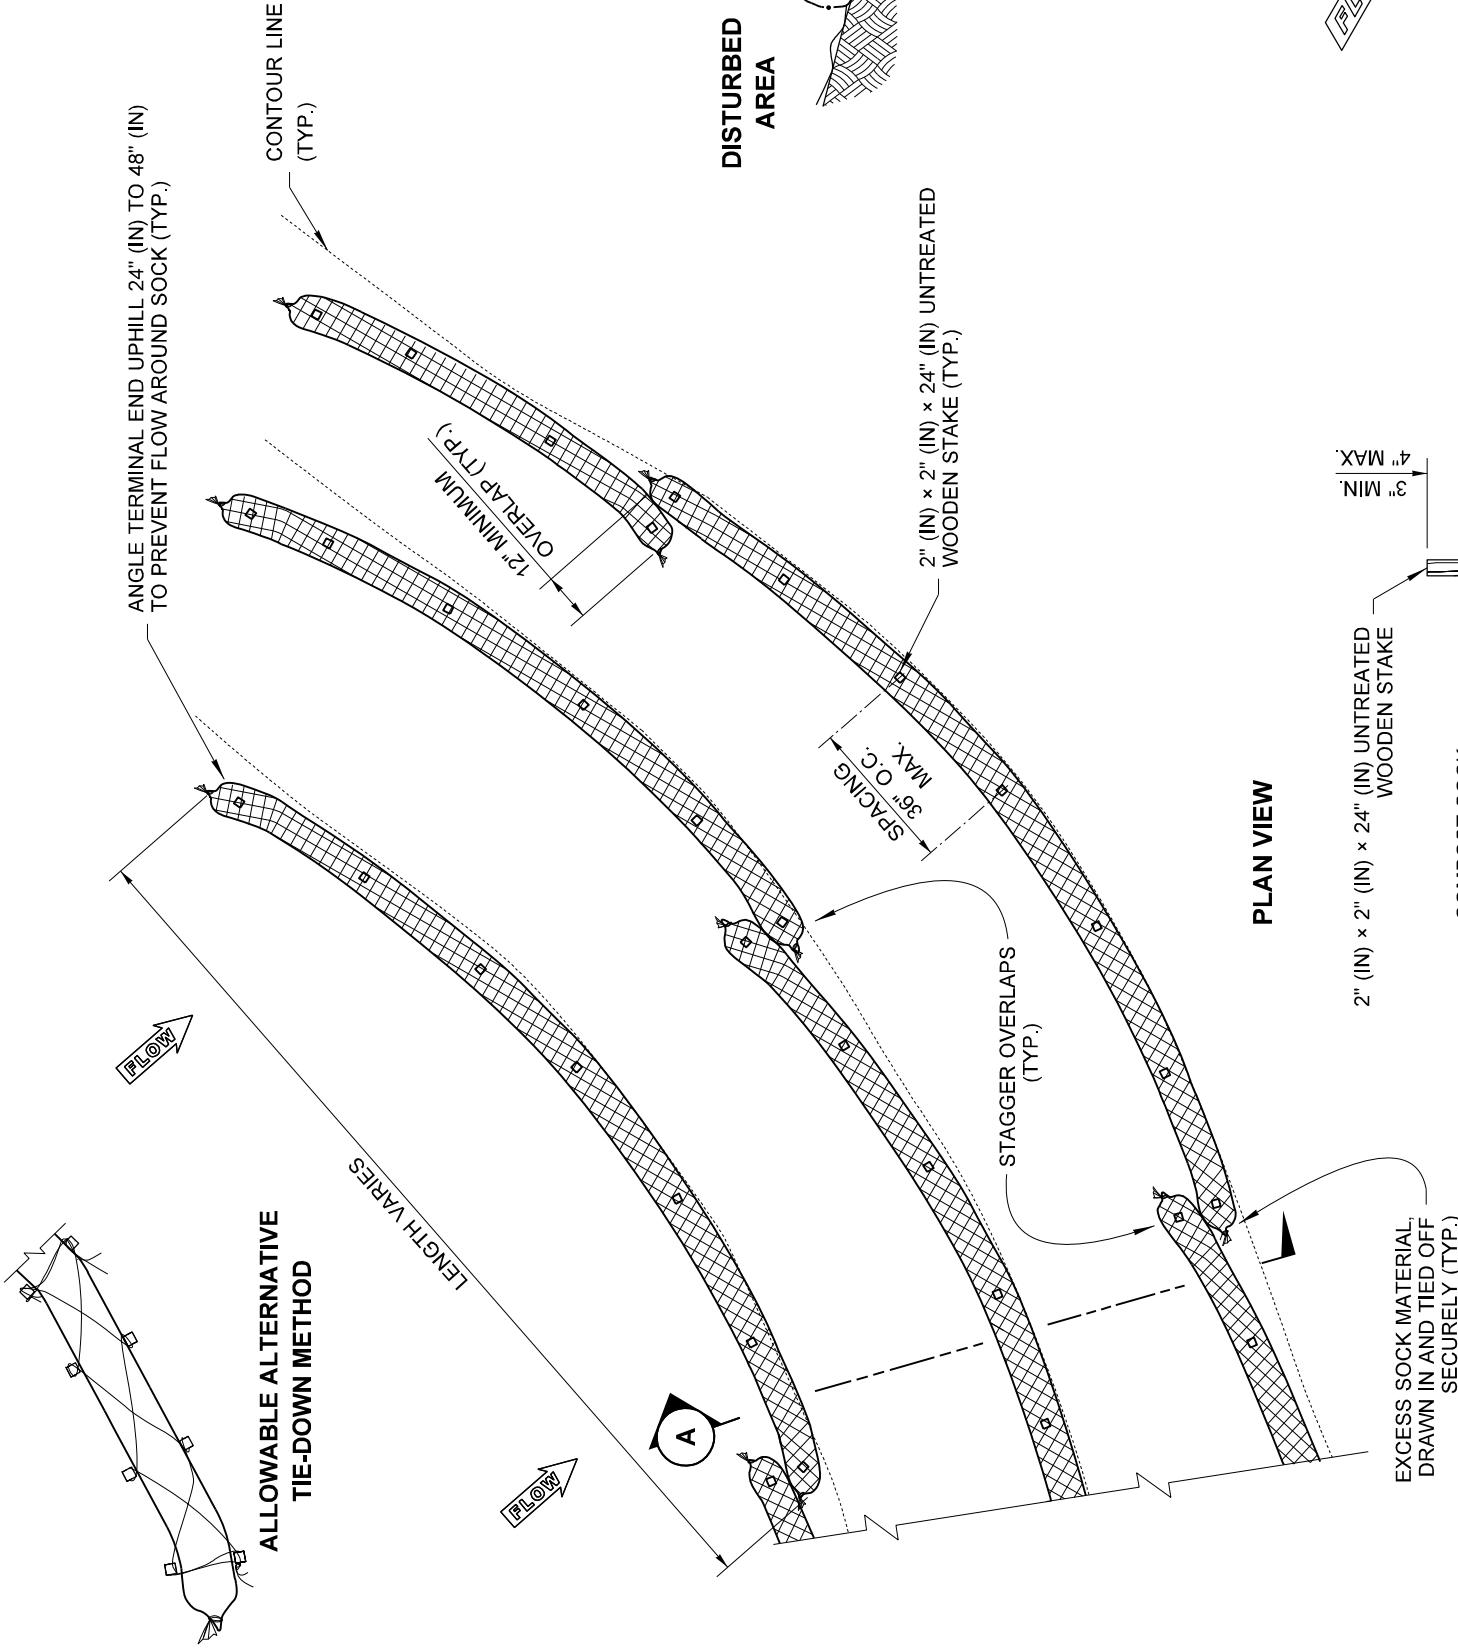 ANGLE TERMINAL END UPHILL 24" (IN) TO 48" (IN)
TO PREVENT FLOW AROUND SOCK (TYP.)
CONTOUR LINE
(TYP.)
DISTURBED
AREA
FLOW
FLOW
ALLOWABLE ALTERNATIVE
TIE-DOWN METHOD
LENGTH VARIES
12" MINIMUM
OVERLAP (TYP.)
2" (IN) × 2" (IN) × 24" (IN) UNTREATED
WOODEN STAKE (TYP.)
SPACING
36" O.C.
MAX.
STAGGER OVERLAPS
(TYP.)
A
EXCESS SOCK MATERIAL,
DRAWN IN AND TIED OFF
SECURELY (TYP.)
PLAN VIEW
2" (IN) × 2" (IN) × 24" (IN) UNTREATED
WOODEN STAKE
3" MIN.
4" MAX.